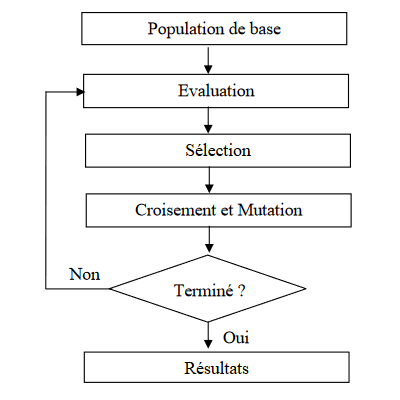 Population de base
Evaluation
Sélection
Croisement et Mutation
Non
Terminé ?
Oui
Résultats